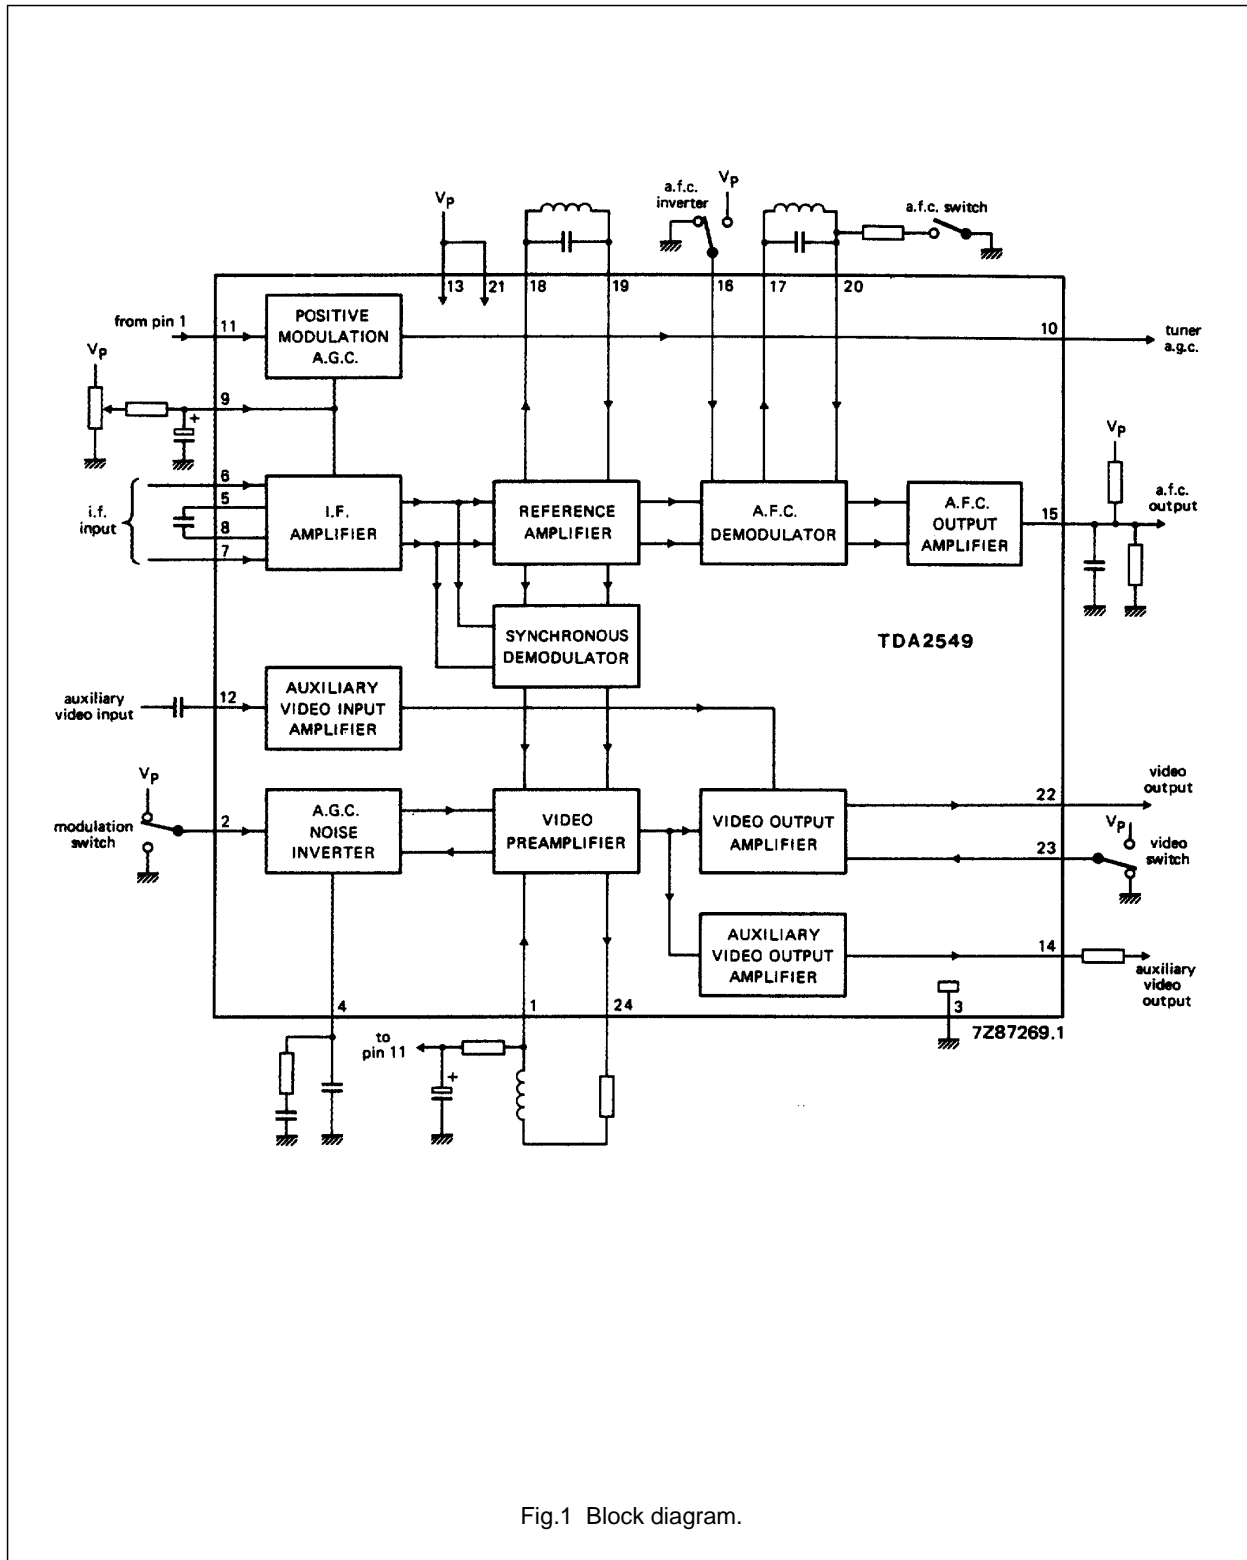 a.f.c.
inverter
Vp
Vp
a.f.c. switch
13
21
18
19
16
17
20
from pin 1
11
POSITIVE
MODULATION
A.G.C.
10
tuner
a.g.c.
Vp
9
+
Vp
6
5
i.f.
input
8
7
I.F.
AMPLIFIER
REFERENCE
AMPLIFIER
A.F.C.
DEMODULATOR
A.F.C.
OUTPUT
AMPLIFIER
15
a.f.c.
output
SYNCHRONOUS
DEMODULATOR
TDA2549
auxiliary
video input
12
AUXILIARY
VIDEO INPUT
AMPLIFIER
Vp
modulation
switch
2
A.G.C.
NOISE
INVERTER
VIDEO
PREAMPLIFIER
VIDEO OUTPUT
AMPLIFIER
22
video
output
Vp
23
video
switch
AUXILIARY
VIDEO OUTPUT
AMPLIFIER
14
auxiliary
video
output
4
1
24
3
7Z87269.1
to
pin 11
+
Fig.1 Block diagram.